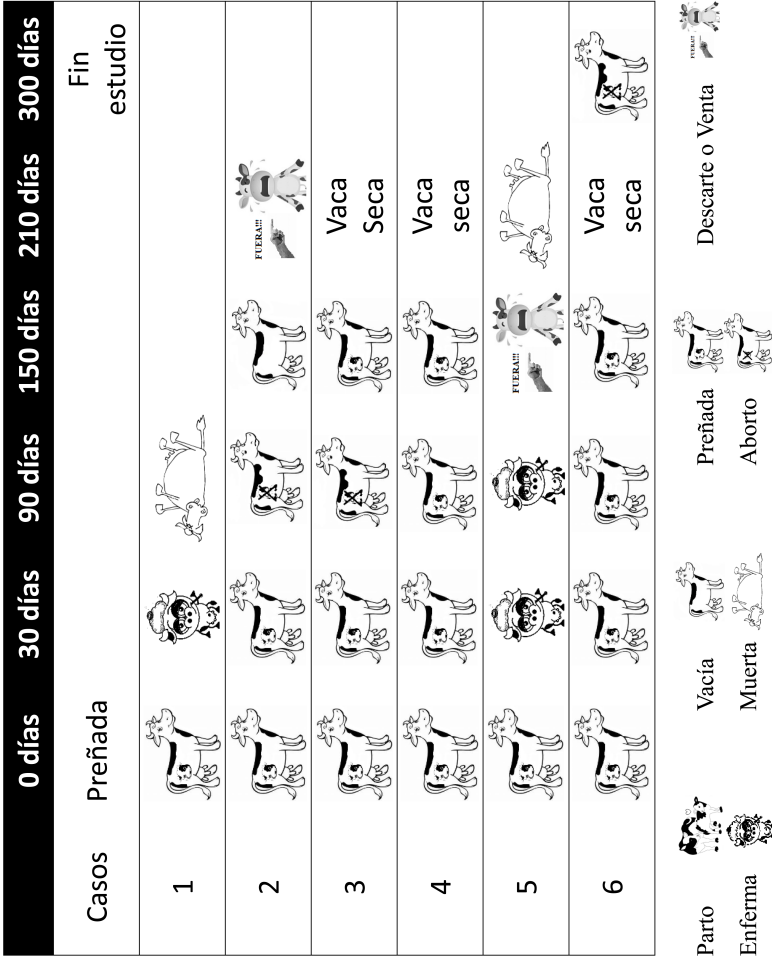 0 días 30 días 90 días 150 días 210 días 300 días
Casos Preñada Fin
estudio
1
2 FUERA!!!
3 Vaca
Seca
4 Vaca
seca
5 FUERA!!!
6 Vaca
seca
Parto Vacía Preñada Descarte o Venta FUERA!!!
Enferma Muerta Aborto